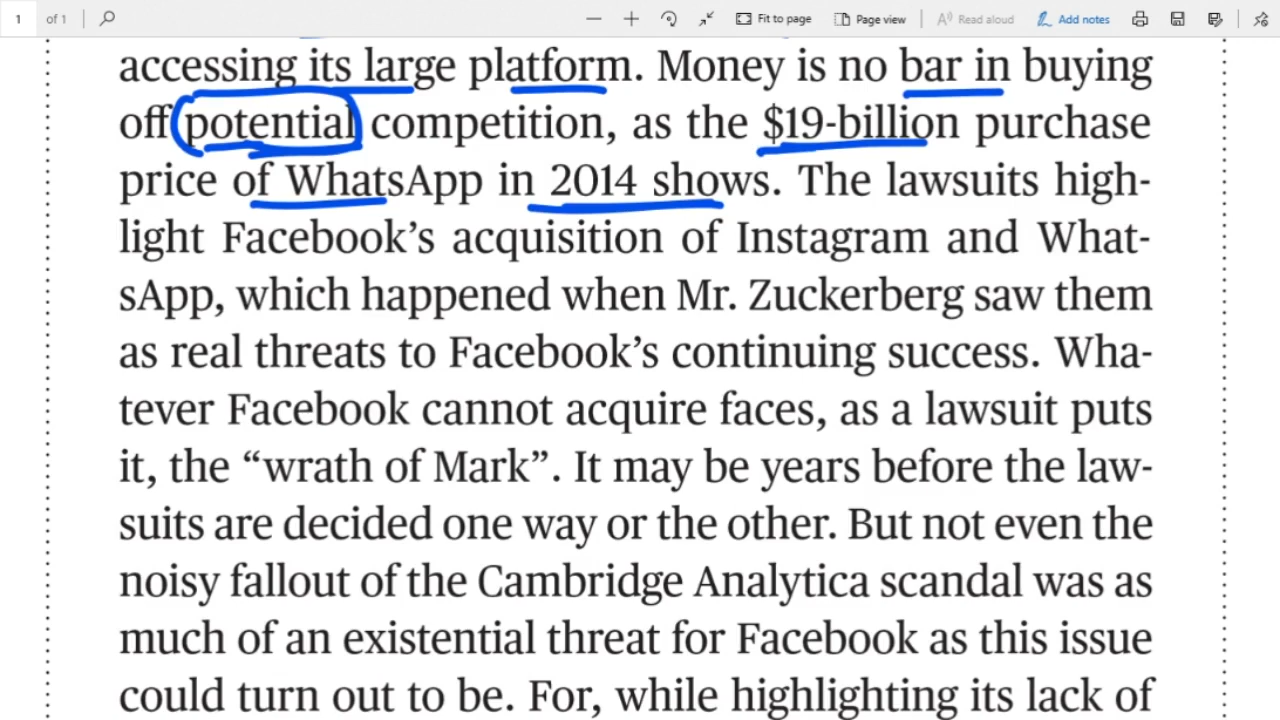 1 of 1 Fit to page Page view Read aloud Add notes
accessing its large platform. Money is no bar in buying
off potential competition, as the $19-billion purchase
price of WhatsApp in 2014 shows. The lawsuits high-
light Facebook’s acquisition of Instagram and What-
sApp, which happened when Mr. Zuckerberg saw them
as real threats to Facebook’s continuing success. Wha-
tever Facebook cannot acquire faces, as a lawsuit puts
it, the “wrath of Mark”. It may be years before the law-
suits are decided one way or the other. But not even the
noisy fallout of the Cambridge Analytica scandal was as
much of an existential threat for Facebook as this issue
could turn out to be. For, while highlighting its lack of